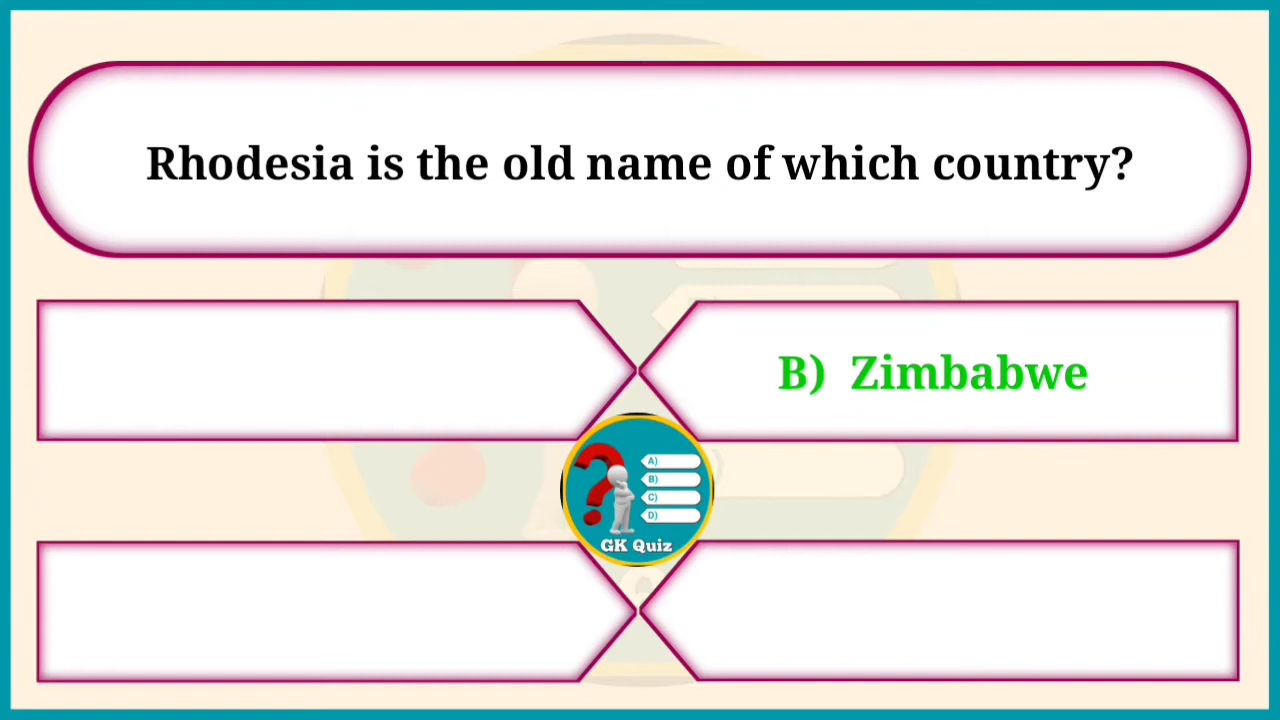 Rhodesia is the old name of which country?
B) Zimbabwe
A)
B)
C)
D)
GK Quiz